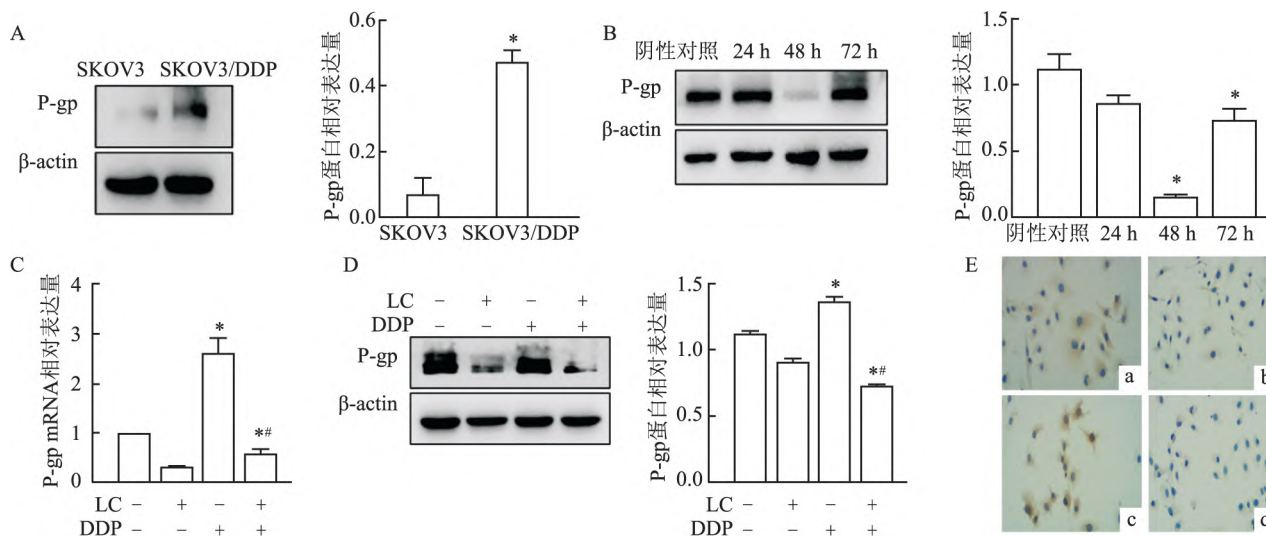 A
SKOV3 SKOV3/DDP
P-gp
β-actin
P-gp蛋白相对表达量
0.6
0.4
0.2
0.0
*
SKOV3 SKOV3/DDP
B
阴性对照 24 h 48 h 72 h
P-gp
β-actin
P-gp蛋白相对表达量
1.5
1.0
0.5
0.0
* *
阴性对照 24 h 48 h 72 h
C
P-gp mRNA相对表达量
4
3
2
1
0
* *#
LC − + − +
DDP − − + +
D
LC − + − +
DDP − − + +
P-gp
β-actin
P-gp蛋白相对表达量
1.5
1.0
1.5
0.0
* *#
LC − + − +
DDP − − + +
E
a b
c d